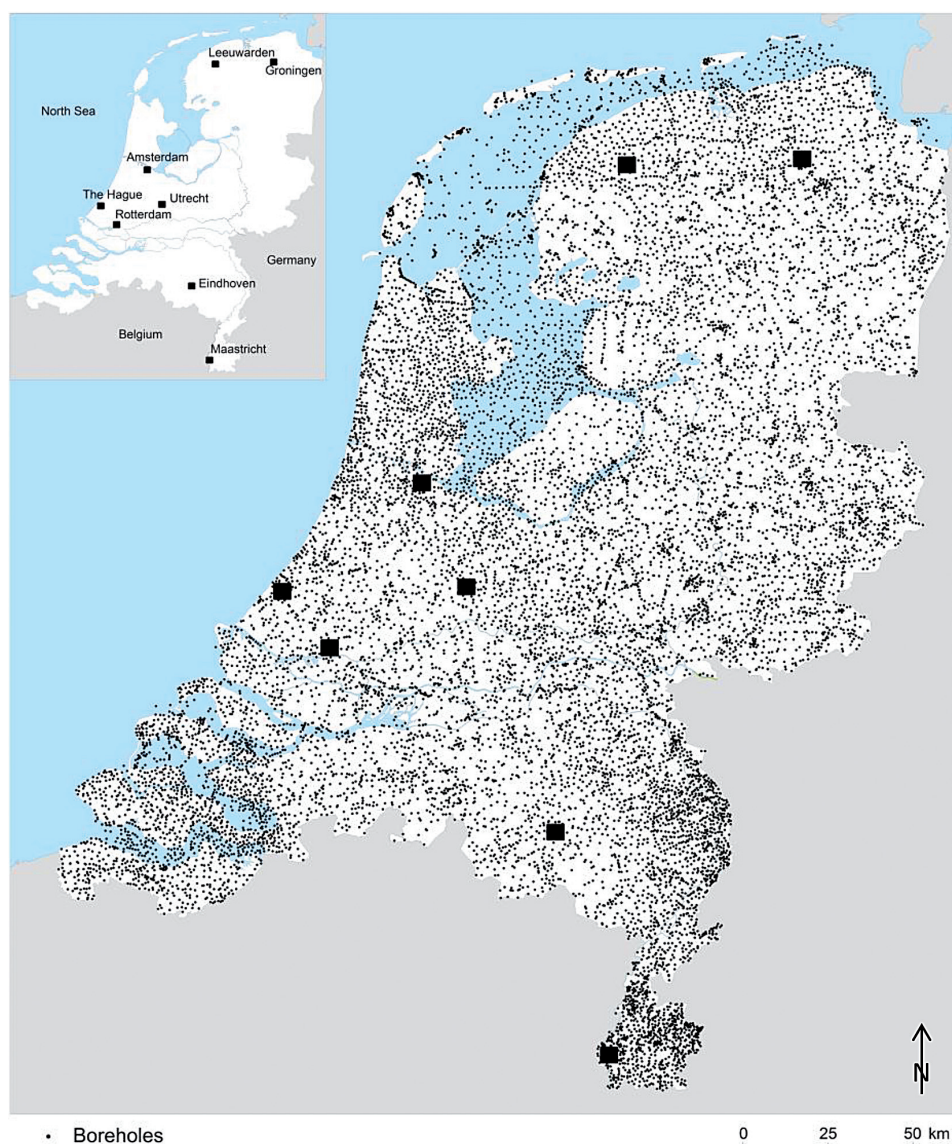 Leeuwarden
Groningen
North Sea
Amsterdam
The Hague
Utrecht
Rotterdam
Germany
Eindhoven
Belgium
Maastricht
N
Boreholes
0 25 50 km